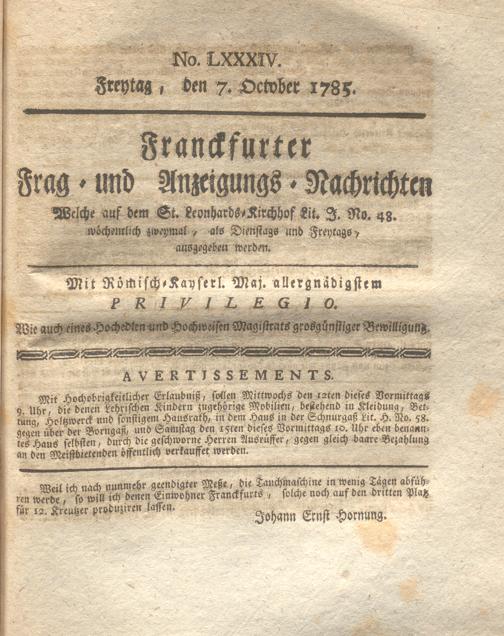 No. LXXXIV.
Freytag, den 7. October 1785.
Franckfurter
Frag- und Anzeigungs-Nachrichten
Welche auf dem St. Leonhards-Kirchhof Lit. J. No. 48.
wöchentlich zweymal, als Dienstags und Freytags,
ausgegeben werden.
Mit Römisch-Kayserl. Maj. allergnädigstem
PRIVILEGIO.
Wie auch eines Hochedlen und Hochweisen Magistrats grosgünstiger Bewilligung.
AVERTISSEMENTS.
Mit Hochobrigkeitlicher Erlaubniß, sollen Mittwochs den 12ten dieses Vormittags
9. Uhr, die denen Lehrischen Kindern zugehörige Mobilien, bestehend in Kleidung, Bet-
tung, Holtzwerck und sonstigem Hausrath, in dem Haus in der Schnurgaß Lit. H. No. 58.
gegen über der Borngaß, und Samstag den 15ten dieses Vormittags 10. Uhr eben benann-
tes Haus selbsten, durch die geschworne Herren Ausrüffer, gegen gleich baare Bezahlung
an den Meistbietenden öffentlich verkauffet werden.
Weil ich nach nunmehr geendigter Meße, die Tauchmaschine in wenig Tägen abfüh-
ren werde, so will ich denen Einwohner Franckfurts, solche noch auf den dritten Platz
für 12. Kreutzer produziren lassen.
Johann Ernst Hornung.